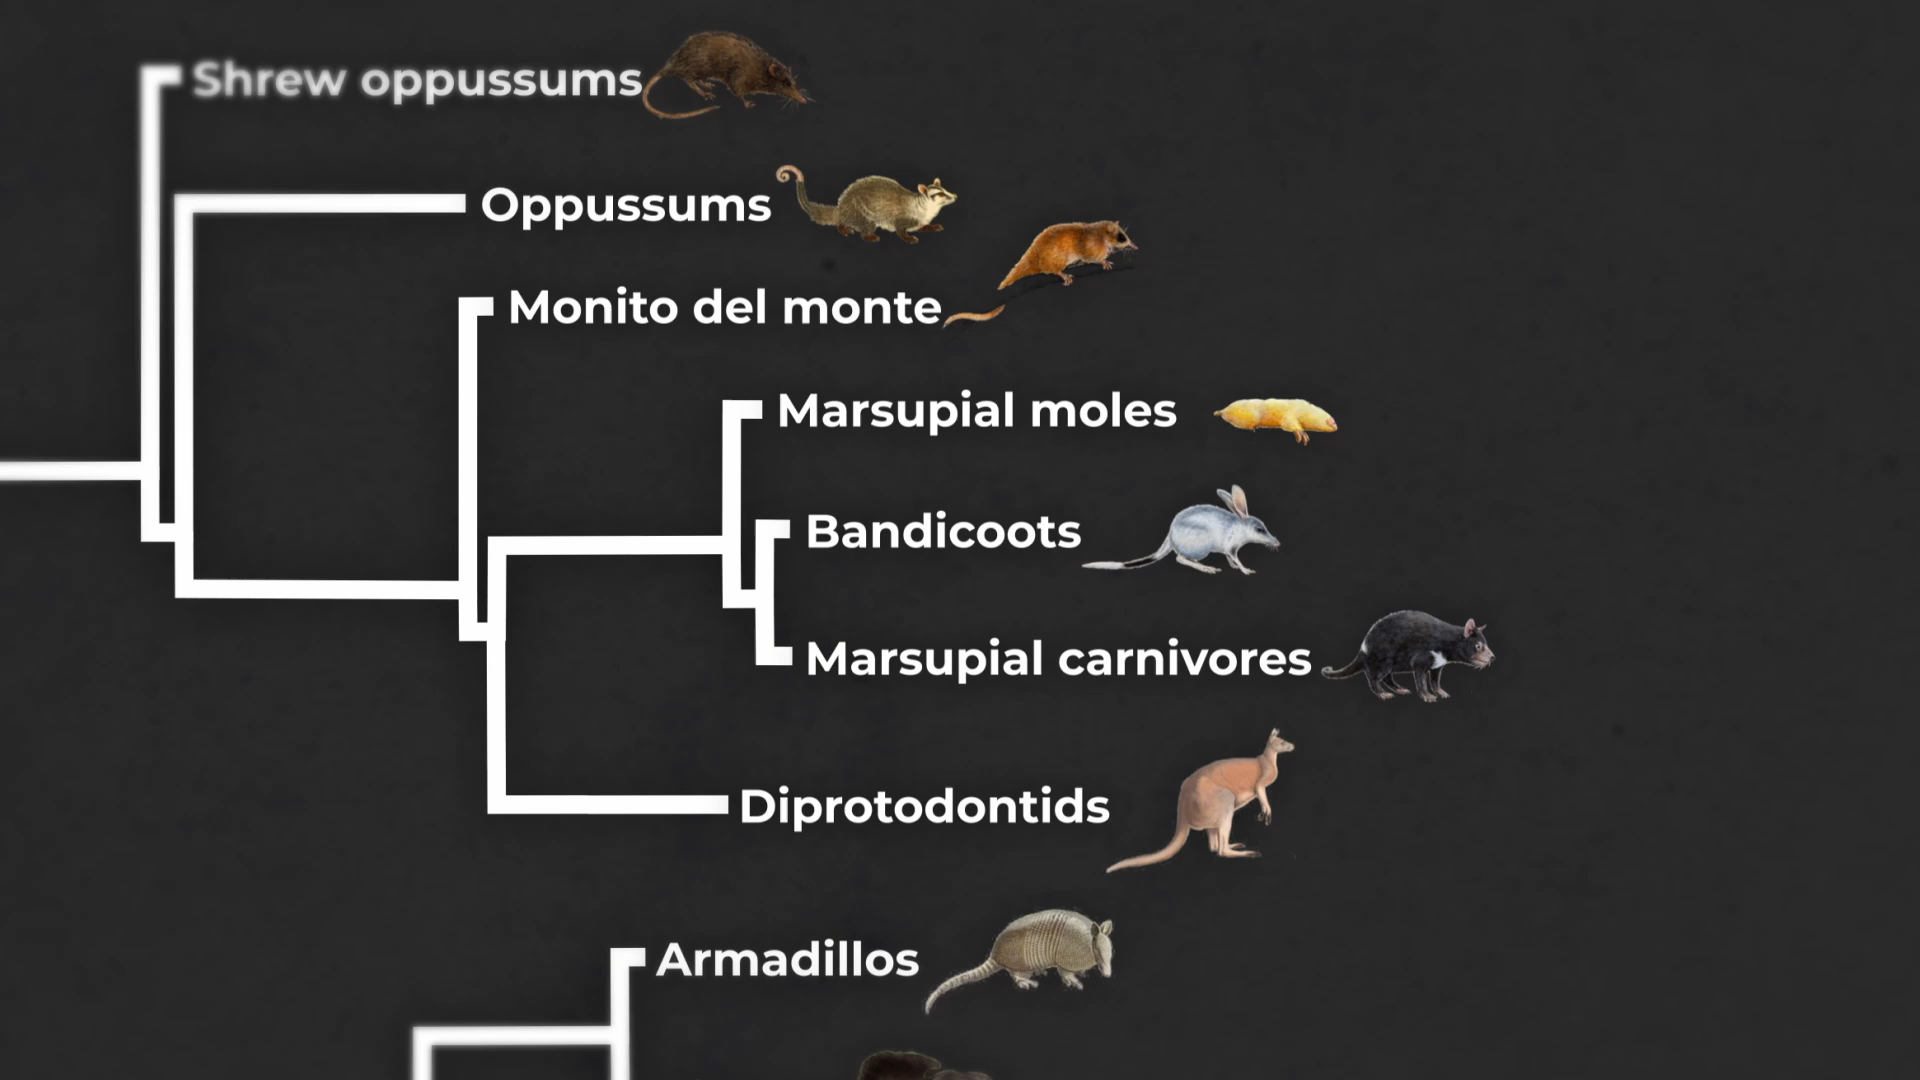 Shrew oppussums
Oppussums
Monito del monte
Marsupial moles
Bandicoots
Marsupial carnivores
Diprotodontids
Armadillos